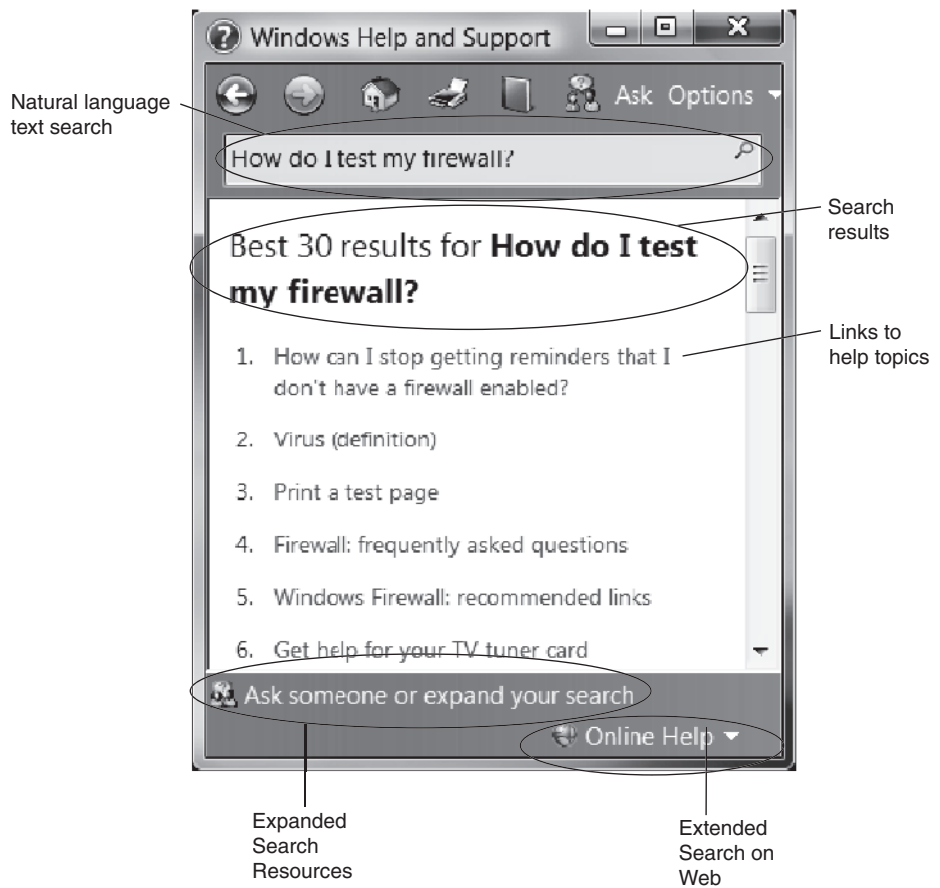 Windows Help and Support
Ask Options
Natural language
text search
How do I test my firewall?
Search
results
Best 30 results for How do I test
my firewall?
Links to
help topics
1. How can I stop getting reminders that I
don't have a firewall enabled?
2. Virus (definition)
3. Print a test page
4. Firewall: frequently asked questions
5. Windows Firewall: recommended links
6. Get help for your TV tuner card
Ask someone or expand your search
Online Help
Expanded
Search
Resources
Extended
Search on
Web